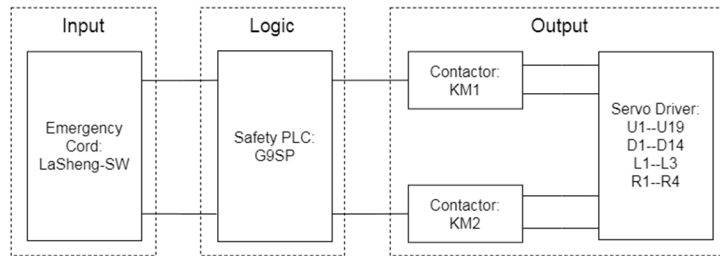 Input
Logic
Output
Emergency
Cord:
LaSheng-SW
Safety PLC:
G9SP
Contactor:
KM1
Contactor:
KM2
Servo Driver:
U1--U19
D1--D14
L1--L3
R1--R4